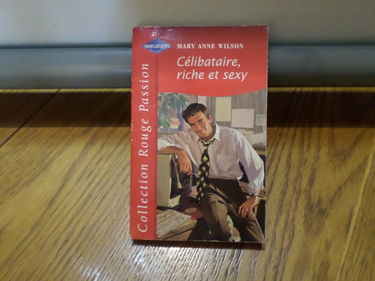 HARLEQUIN
MARY ANNE WILSON
Célibataire,
riche et sexy
Collection Rouge Passion